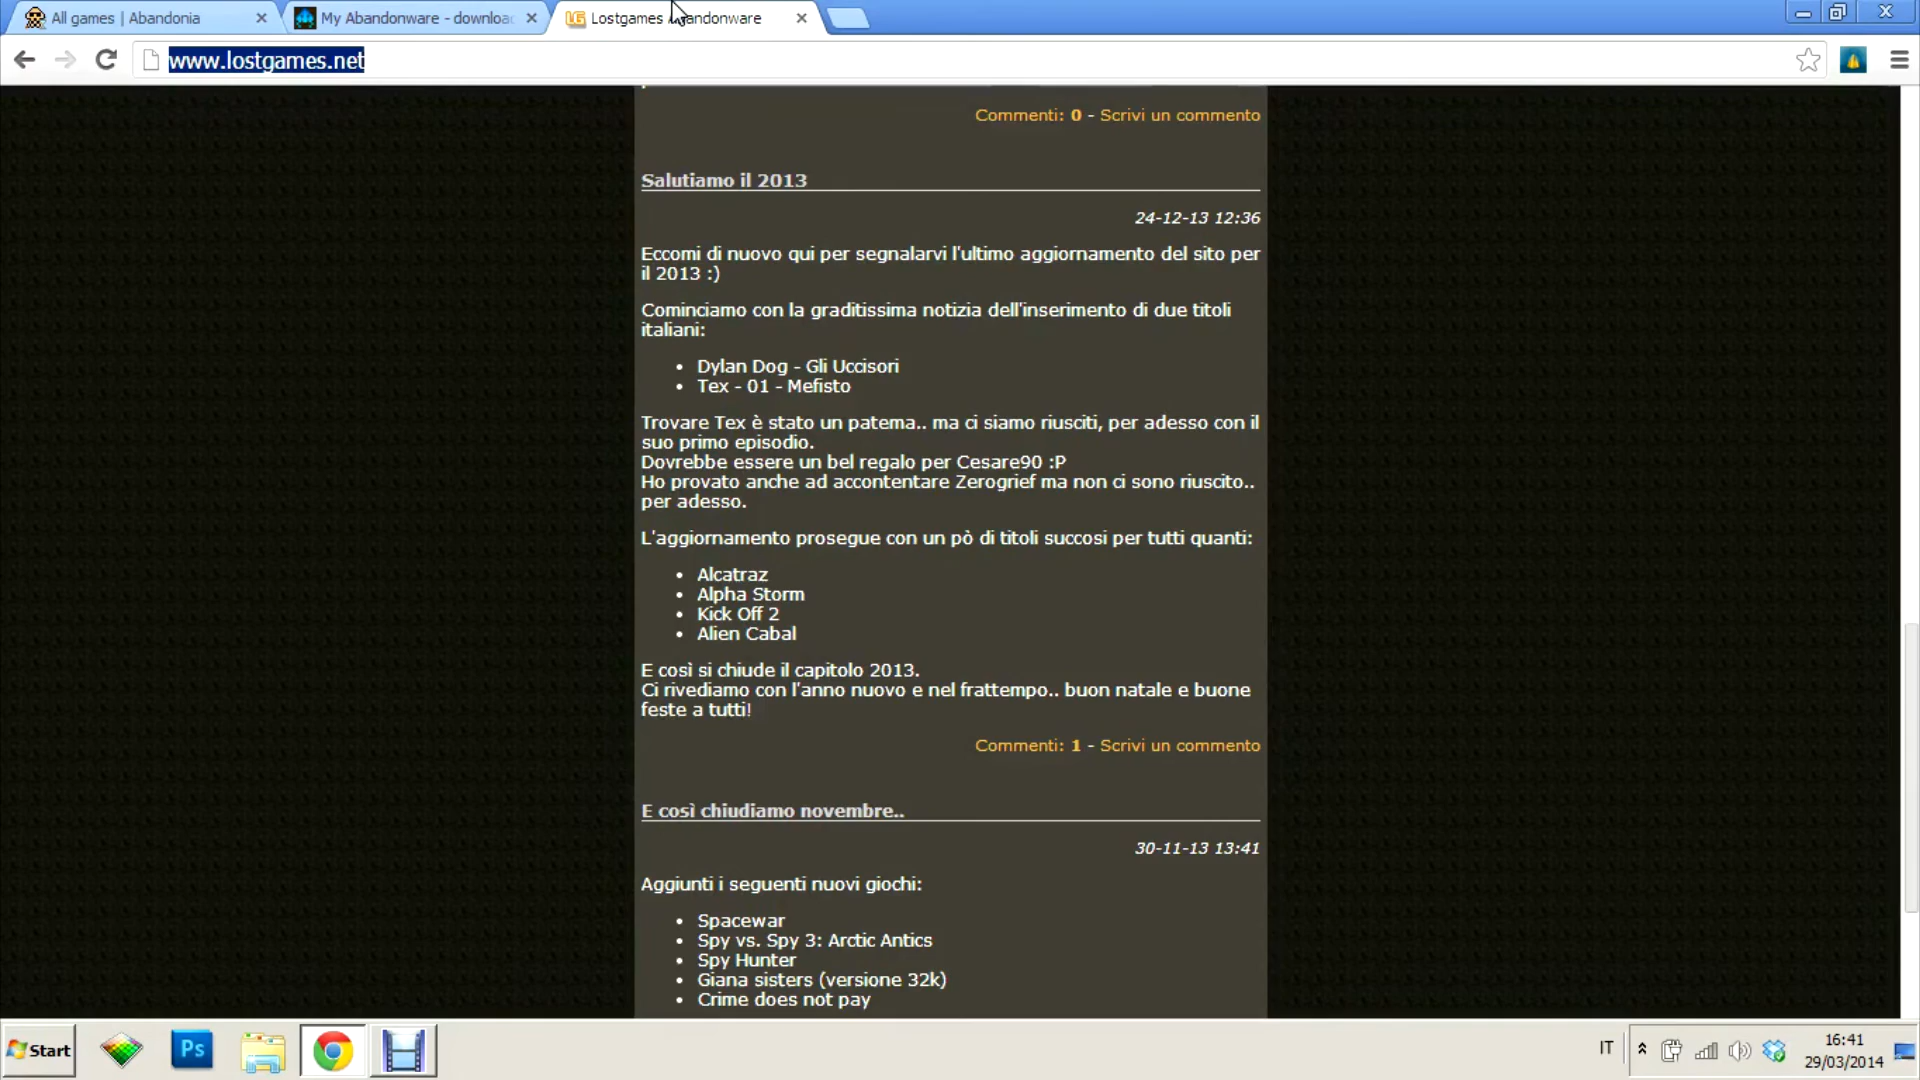 All games | Abandonia
My Abandonware - downloa
Lostgames Abandonware
www.lostgames.net
Commenti: 0 - Scrivi un commento
Salutiamo il 2013
24-12-13 12:36
Eccomi di nuovo qui per segnalarvi l'ultimo aggiornamento del sito per
il 2013 :)
Cominciamo con la graditissima notizia dell'inserimento di due titoli
italiani:
• Dylan Dog - Gli Uccisori
• Tex - 01 - Mefisto
Trovare Tex è stato un patema.. ma ci siamo riusciti, per adesso con il
suo primo episodio.
Dovrebbe essere un bel regalo per Cesare90 :P
Ho provato anche ad accontentare Zerogrief ma non ci sono riuscito..
per adesso.
L'aggiornamento prosegue con un pò di titoli succosi per tutti quanti:
• Alcatraz
• Alpha Storm
• Kick Off 2
• Alien Cabal
E così si chiude il capitolo 2013.
Ci rivediamo con l'anno nuovo e nel frattempo.. buon natale e buone
feste a tutti!
Commenti: 1 - Scrivi un commento
E così chiudiamo novembre..
30-11-13 13:41
Aggiunti i seguenti nuovi giochi:
• Spacewar
• Spy vs. Spy 3: Arctic Antics
• Spy Hunter
• Giana sisters (versione 32k)
• Crime does not pay
Start
Ps
IT
16:41
29/03/2014